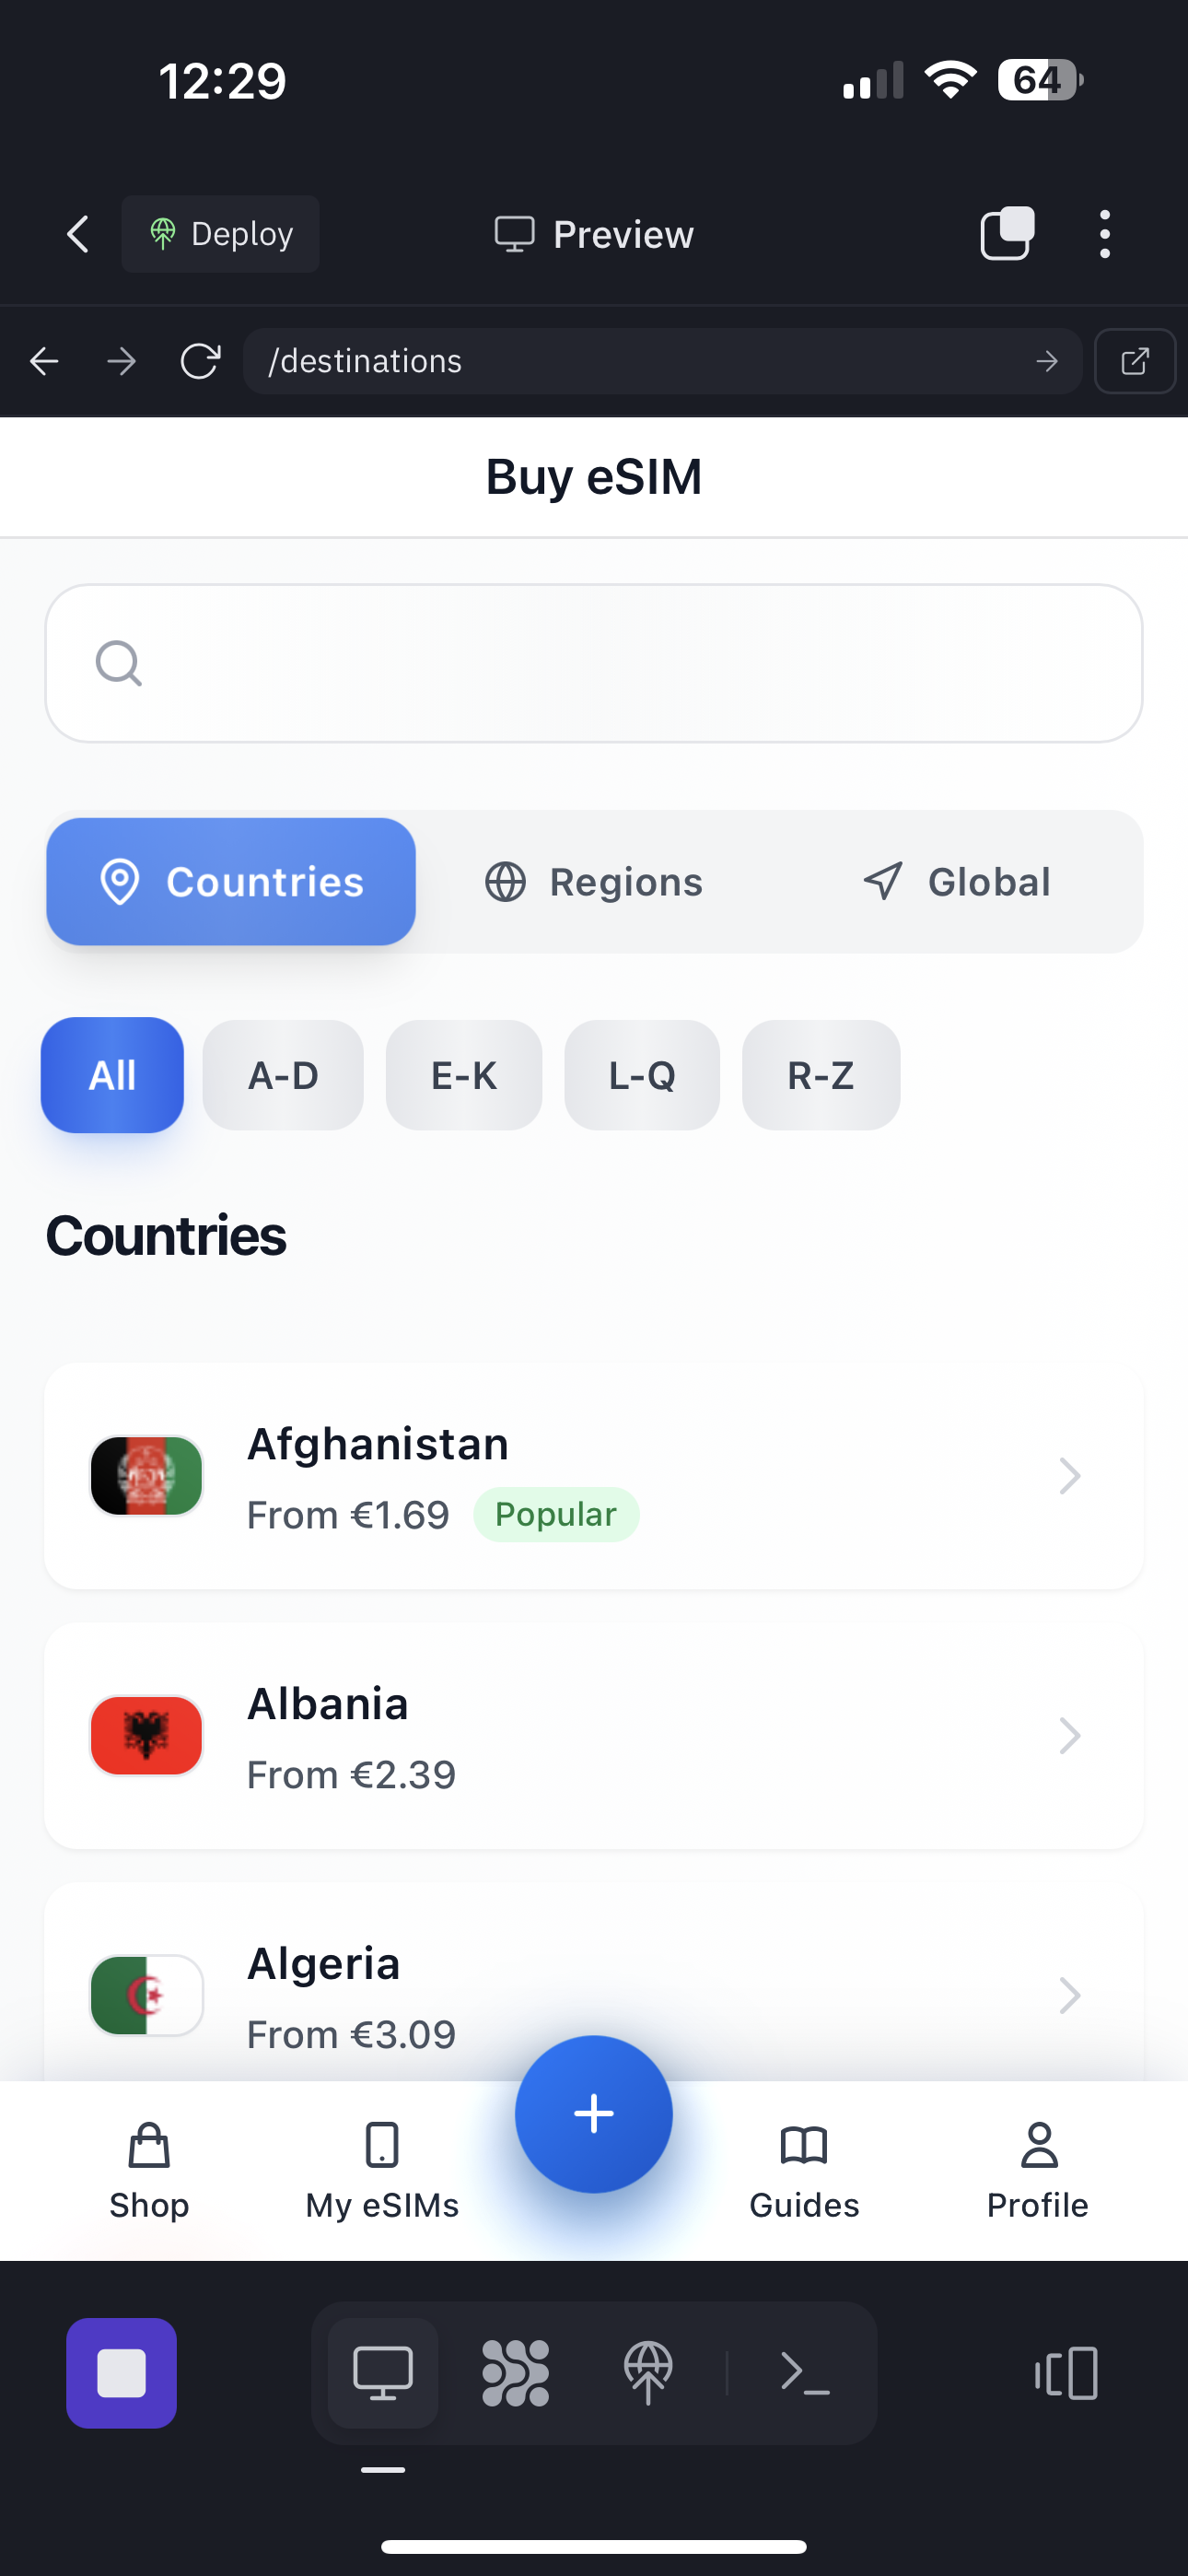 12:29
64
Deploy
Preview
/destinations
Buy eSIM
Countries
Regions
Global
All
A-D
E-K
L-Q
R-Z
Countries
Afghanistan
From €1.69
Popular
Albania
From €2.39
Algeria
From €3.09
Shop
My eSIMs
Guides
Profile